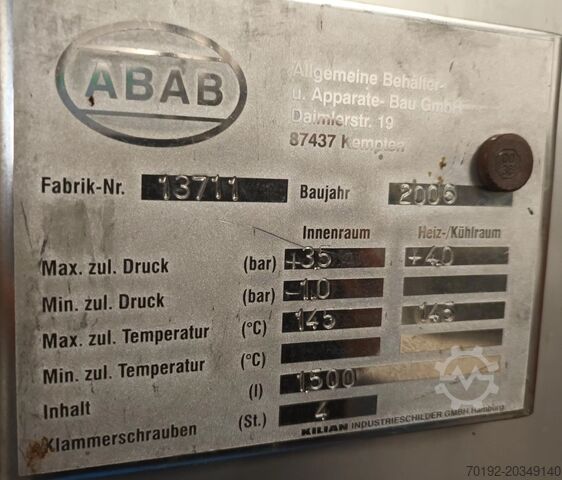 ABAB
Allgemeine Behälter-
u. Apparate- Bau GmbH
Daimlerstr. 19
87437 Kempten
Fabrik-Nr. 13711 Baujahr 2006
Innenraum Heiz-/Kühlraum
Max. zul. Druck (bar) +3.5 +4.0
Min. zul. Druck (bar) -1.0
Max. zul. Temperatur (°C) 145 145
Min. zul. Temperatur (°C)
Inhalt (l) 1500
Klammerschrauben (St.) 4
KILIAN INDUSTRIESCHILDER GMBH Hamburg
70192-20349140